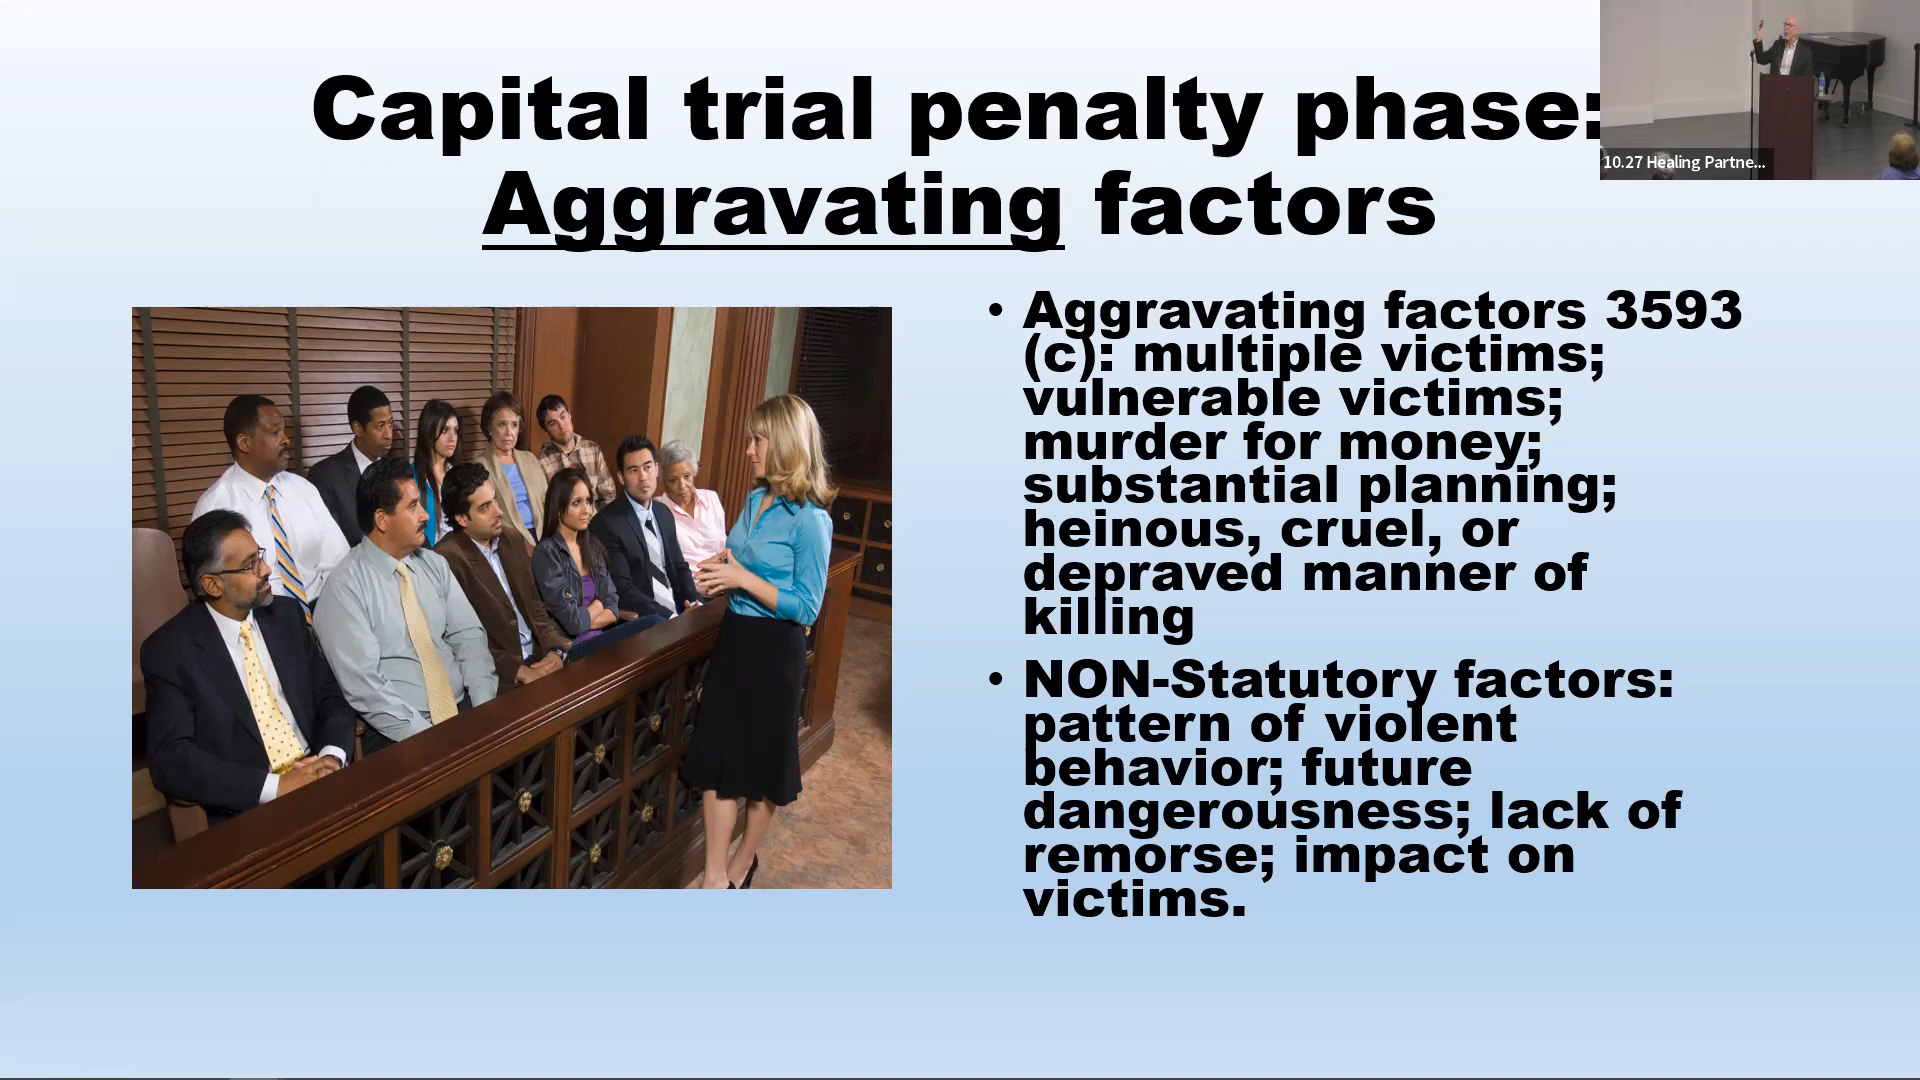 Capital trial penalty phase:
Aggravating factors
10.27 Healing Partne...
• Aggravating factors 3593
(c): multiple victims;
vulnerable victims;
murder for money;
substantial planning;
heinous, cruel, or
depraved manner of
killing
• NON-Statutory factors:
pattern of violent
behavior; future
dangerousness; lack of
remorse; impact on
victims.